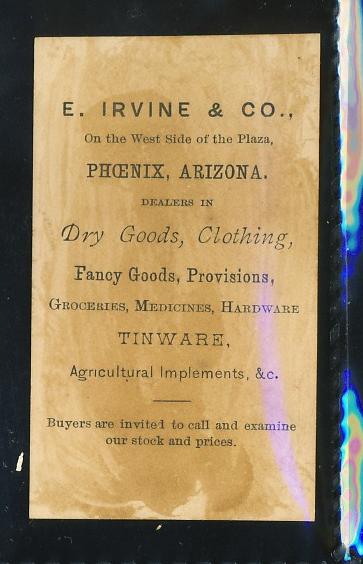 E. IRVINE & CO.,
On the West Side of the Plaza,
PHŒNIX, ARIZONA.
DEALERS IN
Dry Goods, Clothing,
Fancy Goods, Provisions,
GROCERIES, MEDICINES, HARDWARE
TINWARE,
Agricultural Implements, &c.
Buyers are invited to call and examine
our stock and prices.